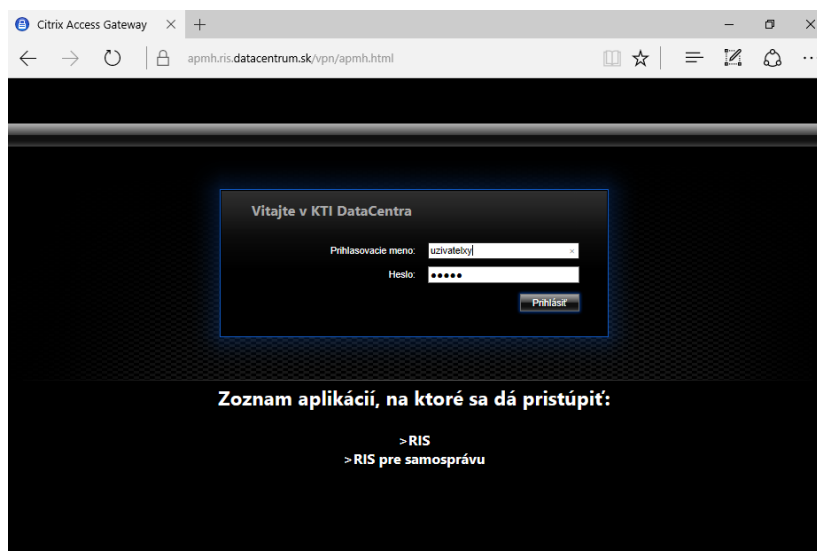 Citrix Access Gateway
apmh.ris.datacentrum.sk/vpn/apmh.html
Vitajte v KTI DataCentra
Prihlasovacie meno: uzivatelxy
Heslo: •••••
Prihlásiť
Zoznam aplikácií, na ktoré sa dá pristúpiť:
>RIS
>RIS pre samosprávu